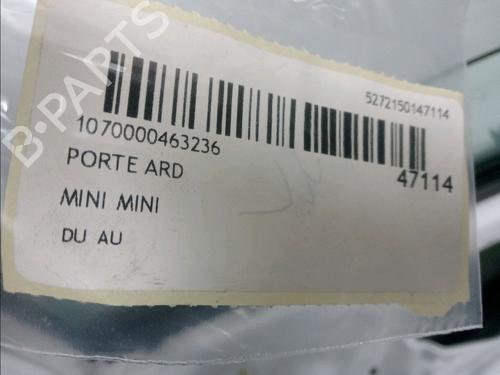 B-PARTS
5272150147114
1070000463236
47114
PORTE ARD
MINI MINI
DU AU